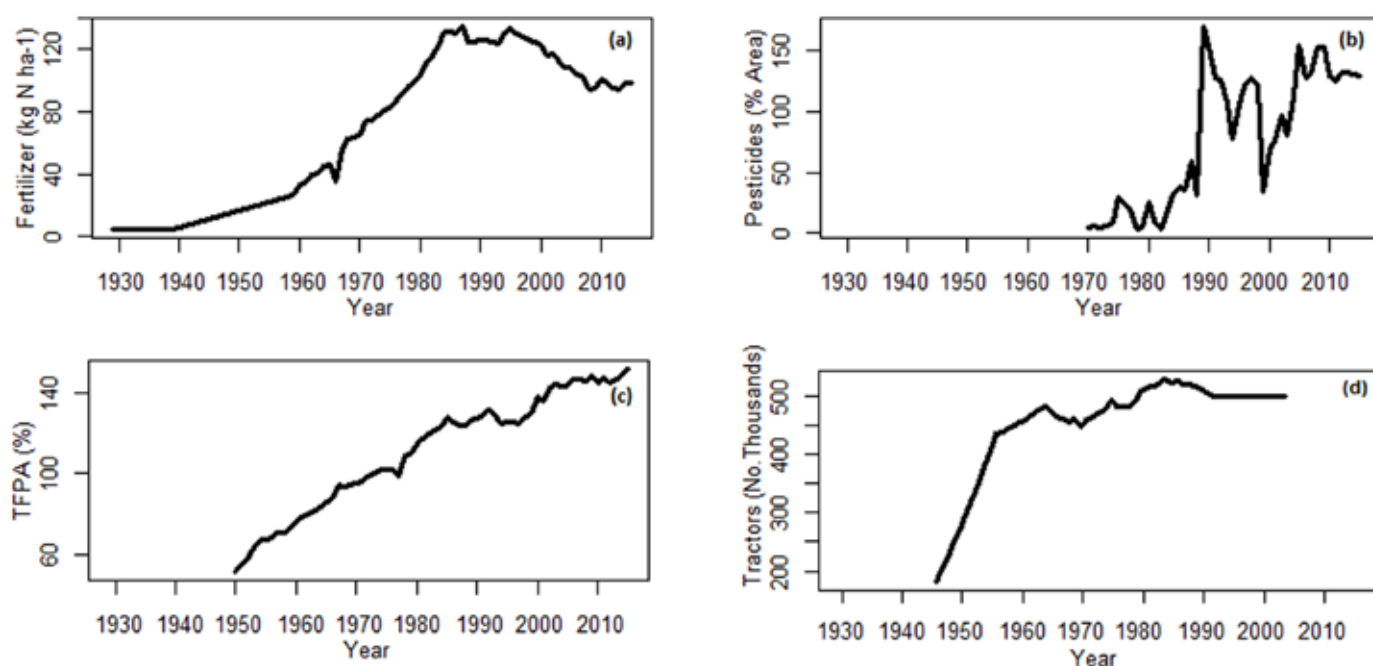 Fertilizer (kg N ha-1)
0 40 80 120
(a)
1930 1940 1950 1960 1970 1980 1990 2000 2010
Year
Pesticides (% Area)
0 50 100 150
(b)
1930 1940 1950 1960 1970 1980 1990 2000 2010
Year
TFPA (%)
60 100 140
(c)
1930 1940 1950 1960 1970 1980 1990 2000 2010
Year
Tractors (No.Thousands)
200 300 400 500
(d)
1930 1940 1950 1960 1970 1980 1990 2000 2010
Year